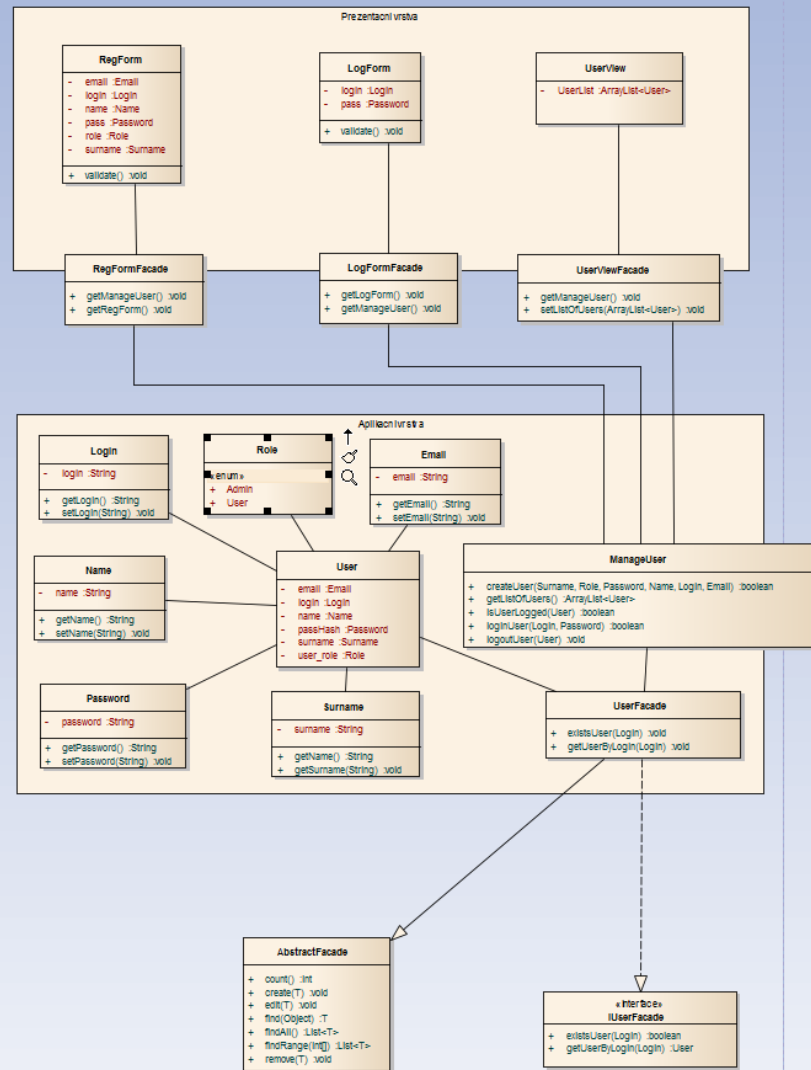 Prezentacni vrstva
RegForm
- email :Email
- login :Login
- name :Name
- pass :Password
- role :Role
- surname :Surname
+ validate() :void
LogForm
- login :Login
- pass :Password
+ validate() :void
UserView
- UserList :ArrayList<User>
RegFormFacade
+ getManageUser() :void
+ getRegForm() :void
LogFormFacade
+ getLogForm() :void
+ getManageUser() :void
UserViewFacade
+ getManageUser() :void
+ setListOfUsers(ArrayList<User>) :void
Aplikacni vrstva
Login
- login :String
+ getLogin() :String
+ setLogin(String) :void
Role
«enum»
+ Admin
+ User
Email
- email :String
+ getEmail() :String
+ setEmail(String) :void
Name
- name :String
+ getName() :String
+ setName(String) :void
User
- email :Email
- login :Login
- name :Name
- passHash :Password
- surname :Surname
- user_role :Role
ManageUser
+ createUser(Surname, Role, Password, Name, Login, Email) :boolean
+ getListOfUsers() :ArrayList<User>
+ isUserLogged(User) :boolean
+ loginUser(Login, Password) :boolean
+ logoutUser(User) :void
Password
- password :String
+ getPassword() :String
+ setPassword(String) :void
Surname
- surname :String
+ getName() :String
+ getSurname(String) :void
UserFacade
+ existsUser(Login) :void
+ getUserByLogin(Login) :void
AbstractFacade
+ count() :int
+ create(T) :void
+ edit(T) :void
+ find(Object) :T
+ findAll() :List<T>
+ findRange(int[]) :List<T>
+ remove(T) :void
«interface»
IUserFacade
+ existsUser(Login) :boolean
+ getUserByLogin(Login) :User